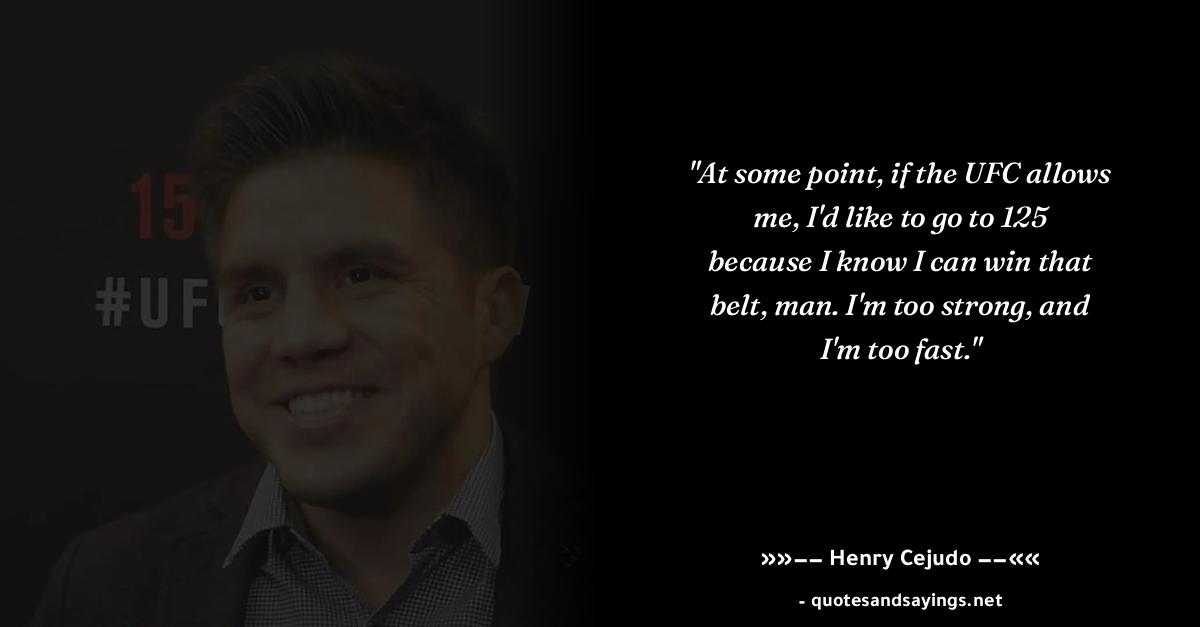 15
#UF
"At some point, if the UFC allows
me, I'd like to go to 125
because I know I can win that
belt, man. I'm too strong, and
I'm too fast."
»»–– Henry Cejudo ––««
- quotesandsayings.net